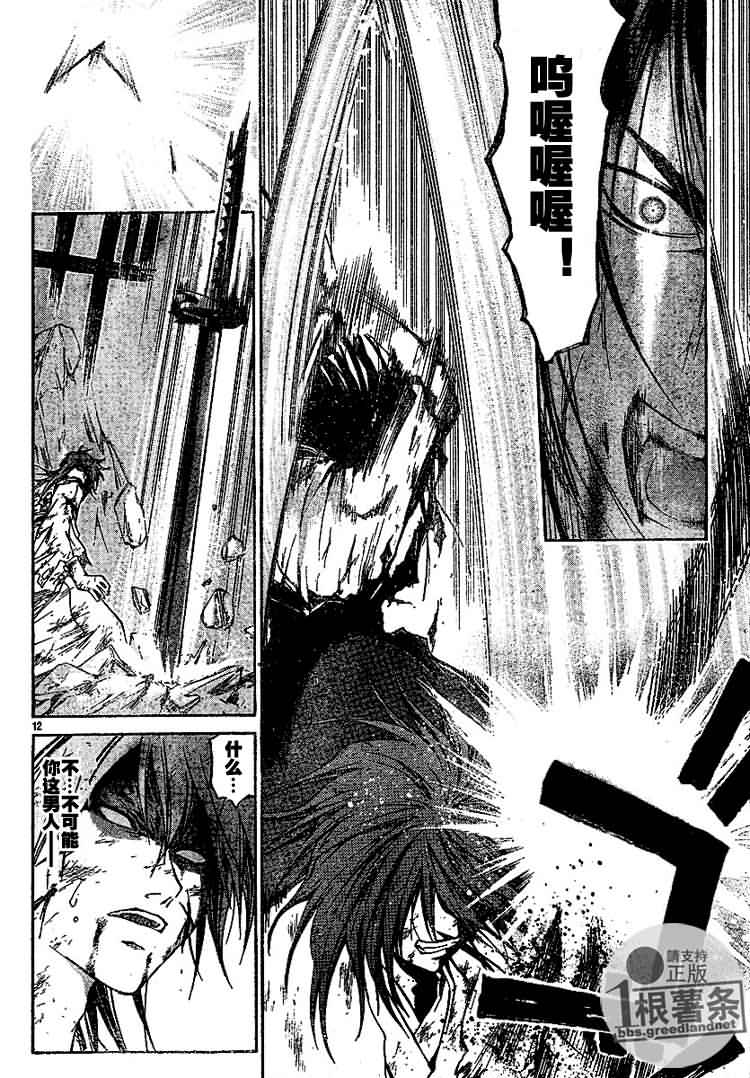 呜喔喔喔！
什么…
不…不可能
你这男人——
12
請支持
正版
1根薯条
bbs.greedland.net